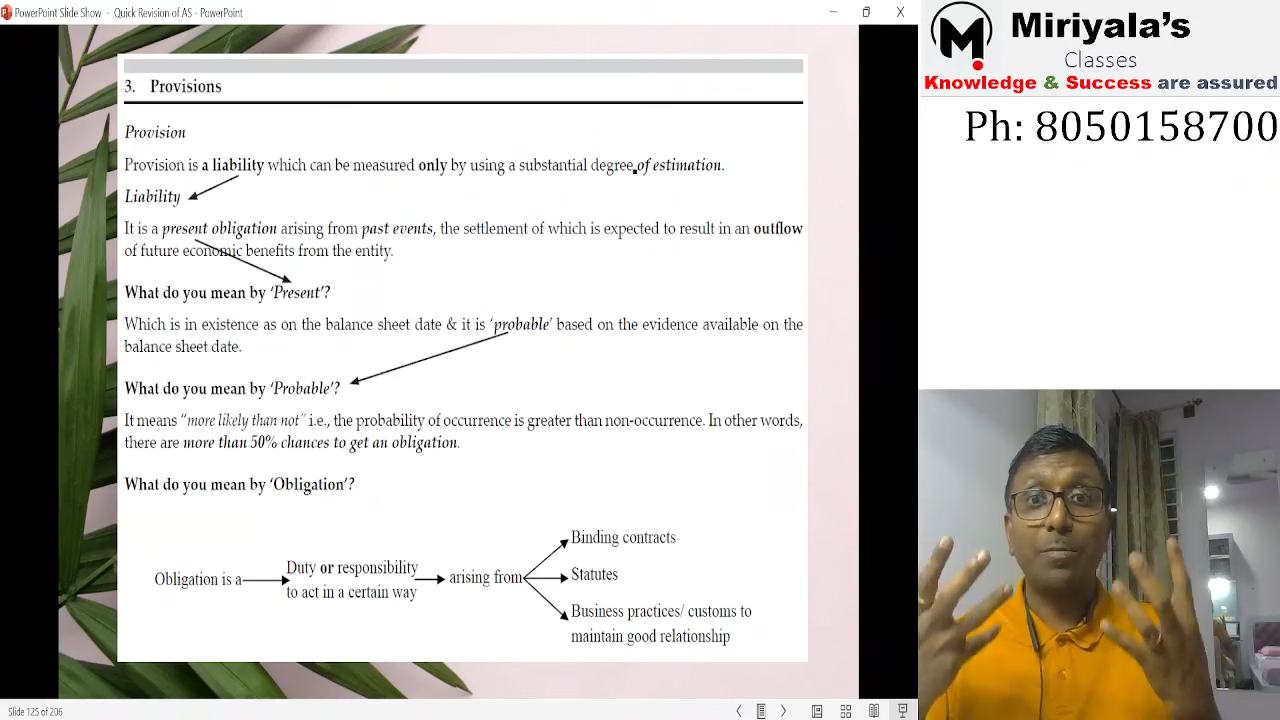 PowerPoint Slide Show - Quick Revision of AS - PowerPoint
Miriyala's
Classes
Knowledge & Success are assured
Ph: 8050158700
3. Provisions
Provision
Provision is a liability which can be measured only by using a substantial degree of estimation.
Liability
It is a present obligation arising from past events, the settlement of which is expected to result in an outflow
of future economic benefits from the entity.
What do you mean by 'Present'?
Which is in existence as on the balance sheet date & it is 'probable' based on the evidence available on the
balance sheet date.
What do you mean by 'Probable'?
It means "more likely than not" i.e., the probability of occurrence is greater than non-occurrence. In other words,
there are more than 50% chances to get an obligation.
What do you mean by 'Obligation'?
Obligation is a
Duty or responsibility
to act in a certain way
arising from
Binding contracts
Statutes
Business practices/ customs to
maintain good relationship
Slide 125 of 206